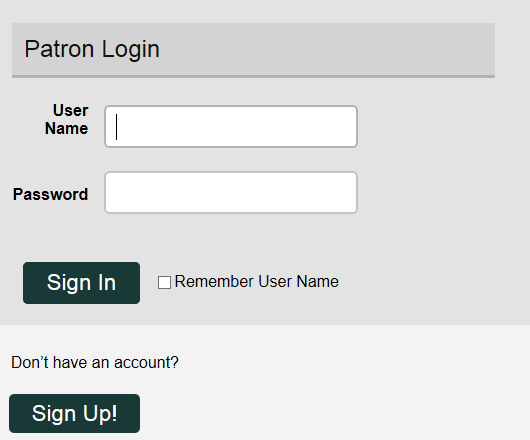 Patron Login
User
Name
Password
Sign In
Remember User Name
Don't have an account?
Sign Up!